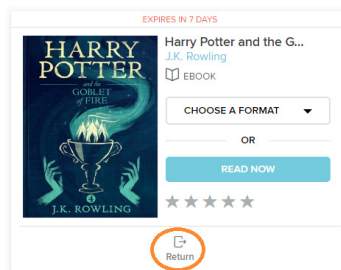 EXPIRES IN 7 DAYS
HARRY
POTTER
and the
GOBLET
of FIRE
4
J.K. ROWLING
Harry Potter and the G...
J.K. Rowling
EBOOK
CHOOSE A FORMAT
OR
READ NOW
Return